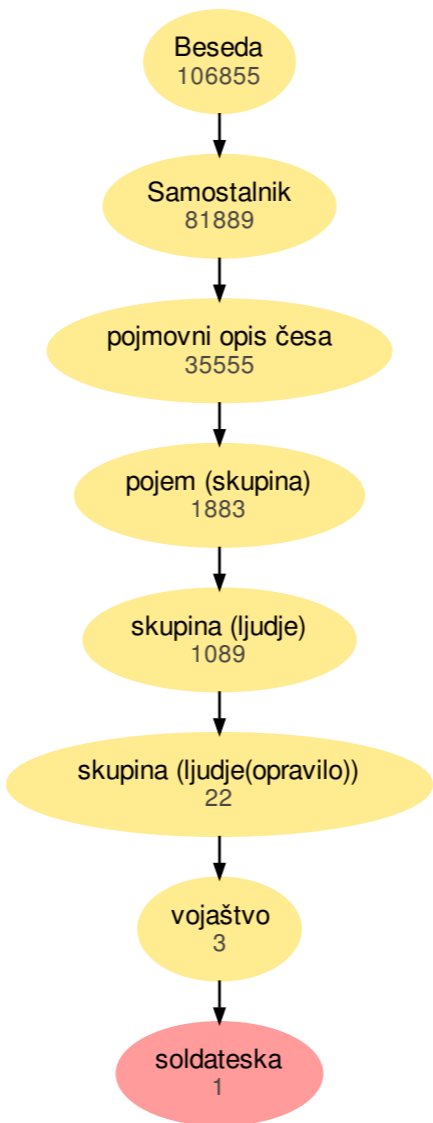 Beseda
106855
Samostalnik
81889
pojmovni opis česa
35555
pojem (skupina)
1883
skupina (ljudje)
1089
skupina (ljudje(opravilo))
22
vojaštvo
3
soldateska
1